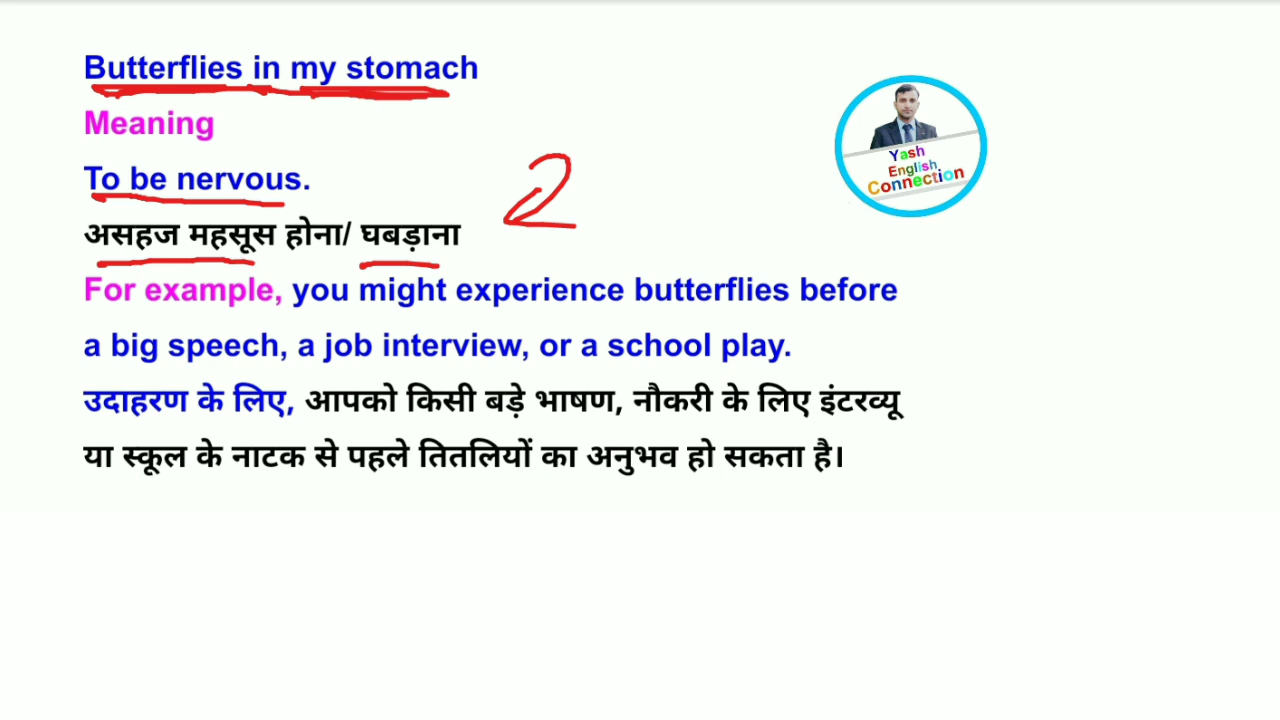 Butterflies in my stomach
Meaning
To be nervous.
असहज महसूस होना/ घबड़ाना
2
For example, you might experience butterflies before
a big speech, a job interview, or a school play.
उदाहरण के लिए, आपको किसी बड़े भाषण, नौकरी के लिए इंटरव्यू
या स्कूल के नाटक से पहले तितलियों का अनुभव हो सकता है।
Yash
English
Connection